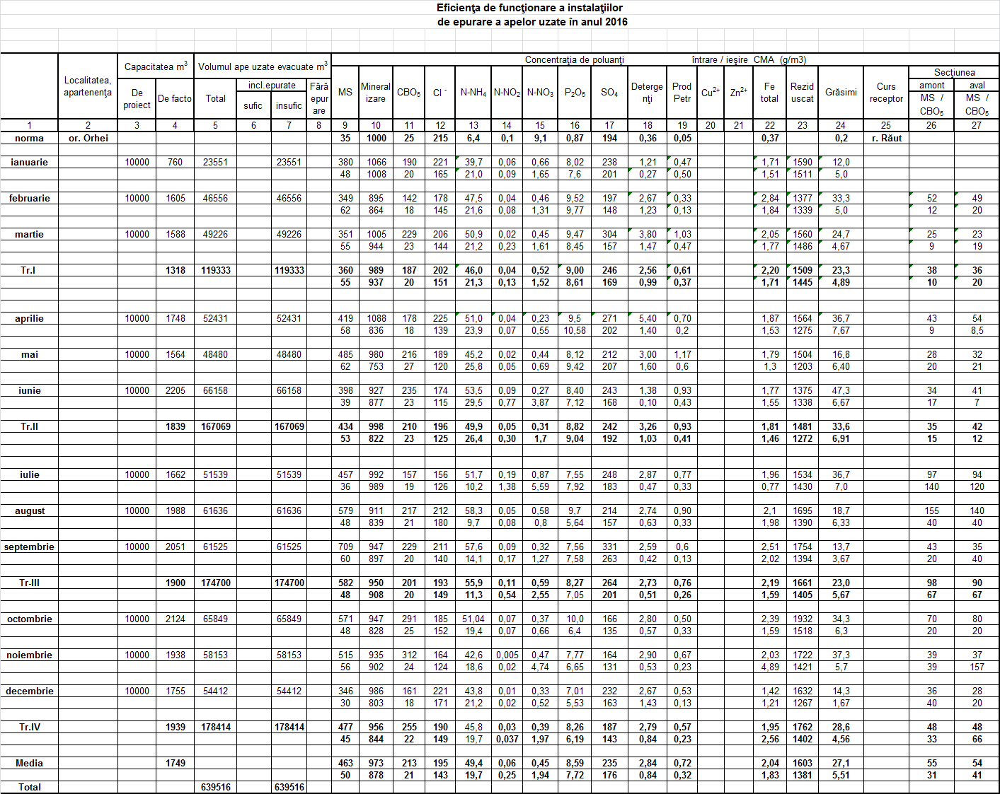 Eficienţa de funcţionare a instalaţiilor
de epurare a apelor uzate în anul 2016
Localitatea, apartenenţa Capacitatea m³ Volumul ape uzate evacuate m³ Concentraţia de poluanţi întrare / ieşire CMA (g/m3)
De proiect De facto Total incl.epurate sufic insufic Fără epur are MS Mineral izare CBO₅ Cl⁻ N-NH₄ N-NO₂ N-NO₃ P₂O₅ SO₄ Deterge nţi Prod Petr Cu²⁺ Zn²⁺ Fe total Rezid uscat Grăsimi Curs receptor Secţiunea amont MS / CBO₅ aval MS / CBO₅
1 2 3 4 5 6 7 8 9 10 11 12 13 14 15 16 17 18 19 20 21 22 23 24 25 26 27
norma or. Orhei 35 1000 25 215 6,4 0,1 9,1 0,87 194 0,36 0,05 0,37 0,2 r. Răut
ianuarie 10000 760 23551 23551 380 1066 190 221 39,7 0,06 0,66 8,02 238 1,21 0,47 1,71 1590 12,0
48 1008 20 165 21,0 0,09 1,65 7,6 201 0,27 0,50 1,51 1511 5,0
februarie 10000 1605 46556 46556 349 895 142 178 47,5 0,04 0,46 9,52 197 2,67 0,33 2,84 1377 33,3 52 49
62 864 18 145 21,6 0,08 1,31 9,77 148 1,23 0,13 1,84 1339 5,0 12 20
martie 10000 1588 49226 49226 351 1005 229 206 50,9 0,02 0,45 9,47 304 3,80 1,03 2,05 1560 24,7 25 23
55 944 23 144 21,2 0,23 1,61 8,45 157 1,47 0,47 1,77 1486 4,67 9 19
Tr.I 1318 119333 119333 360 989 187 202 46,0 0,04 0,52 9,00 246 2,56 0,61 2,20 1509 23,3 38 36
55 937 20 151 21,3 0,13 1,52 8,61 169 0,99 0,37 1,71 1445 4,89 10 20
aprilie 10000 1748 52431 52431 419 1088 178 225 51,0 0,04 0,23 9,5 271 5,40 0,70 1,87 1564 36,7 43 54
58 836 18 139 23,9 0,07 0,55 10,58 202 1,40 0,2 1,53 1275 7,67 9 8,5
mai 10000 1564 48480 48480 485 980 216 189 45,2 0,02 0,44 8,12 212 3,00 1,17 1,79 1504 16,8 28 32
62 753 27 120 25,8 0,05 0,69 9,42 207 1,60 0,6 1,3 1203 6,40 20 21
iunie 10000 2205 66158 66158 398 927 235 174 53,5 0,09 0,27 8,40 243 1,38 0,93 1,77 1375 47,3 34 41
39 877 23 115 29,5 0,77 3,87 7,12 168 0,10 0,43 1,55 1338 6,67 17 7
Tr.II 1839 167069 167069 434 998 210 196 49,9 0,05 0,31 8,82 242 3,26 0,93 1,81 1481 33,6 35 42
53 822 23 125 26,4 0,30 1,7 9,04 192 1,03 0,41 1,46 1272 6,91 15 12
iulie 10000 1662 51539 51539 457 992 157 156 51,7 0,19 0,87 7,55 248 2,87 0,77 1,96 1534 36,7 97 94
36 989 19 126 10,2 1,38 5,59 7,92 183 0,47 0,33 0,77 1430 7,0 140 120
august 10000 1988 61636 61636 579 911 217 212 58,3 0,05 0,58 9,7 214 2,74 0,90 2,1 1695 18,7 155 140
48 839 21 180 9,7 0,08 0,8 5,64 157 0,63 0,33 1,98 1390 6,33 40 40
septembrie 10000 2051 61525 61525 709 947 229 211 57,6 0,09 0,32 7,56 331 2,59 0,6 2,51 1754 13,7 43 35
60 897 20 140 14,1 0,17 1,27 7,58 263 0,42 0,13 2,02 1394 3,67 20 40
Tr-III 1900 174700 174700 582 950 201 193 55,9 0,11 0,59 8,27 264 2,73 0,76 2,19 1661 23,0 98 90
48 908 20 149 11,3 0,54 2,55 7,05 201 0,51 0,26 1,59 1405 5,67 67 67
octombrie 10000 2124 65849 65849 571 947 291 185 51,04 0,07 0,37 10,0 166 2,80 0,50 2,39 1932 34,3 70 80
48 828 25 152 19,4 0,07 0,66 6,4 135 0,57 0,33 1,59 1518 6,3 20 20
noiembrie 10000 1938 58153 58153 515 935 312 164 42,6 0,005 0,47 7,77 164 2,90 0,67 2,03 1722 37,3 39 37
56 902 24 124 18,6 0,02 4,74 6,65 131 0,53 0,23 4,89 1421 5,7 39 157
decembrie 10000 1755 54412 54412 346 986 161 221 43,8 0,01 0,33 7,01 232 2,67 0,53 1,42 1632 14,3 36 28
30 803 18 171 21,2 0,02 0,52 5,53 163 1,43 0,13 1,21 1267 1,67 40 20
Tr.IV 1939 178414 178414 477 956 255 190 45,8 0,03 0,39 8,26 187 2,79 0,57 1,95 1762 28,6 48 48
45 844 22 149 19,7 0,037 1,97 6,19 143 0,84 0,23 2,56 1402 4,56 33 66
Media 1749 463 973 213 195 49,4 0,06 0,45 8,59 235 2,84 0,72 2,04 1603 27,1 55 54
50 878 21 143 19,7 0,25 1,94 7,72 176 0,84 0,32 1,83 1381 5,51 31 41
Total 639516 639516